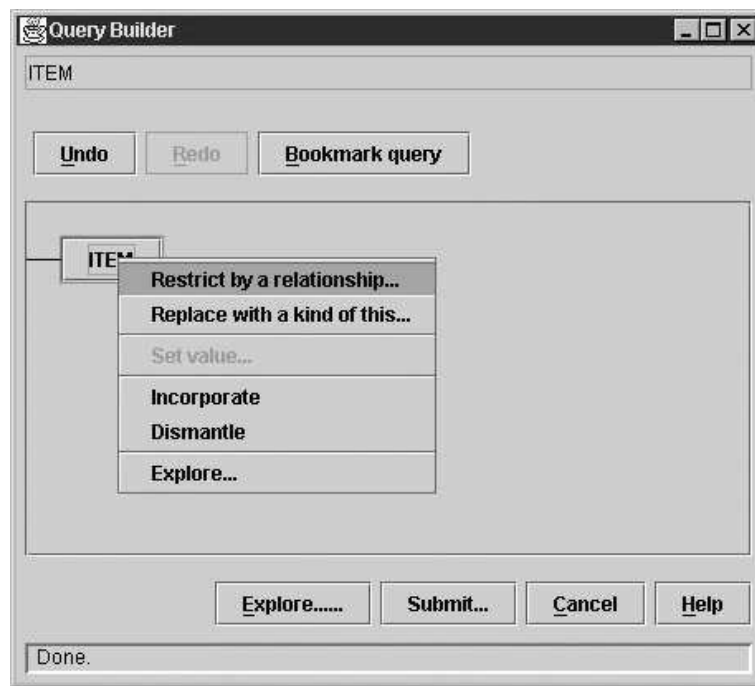 Query Builder
ITEM
Undo Redo Bookmark query
ITEM
Restrict by a relationship...
Replace with a kind of this...
Set value...
Incorporate
Dismantle
Explore...
Explore...... Submit... Cancel Help
Done.